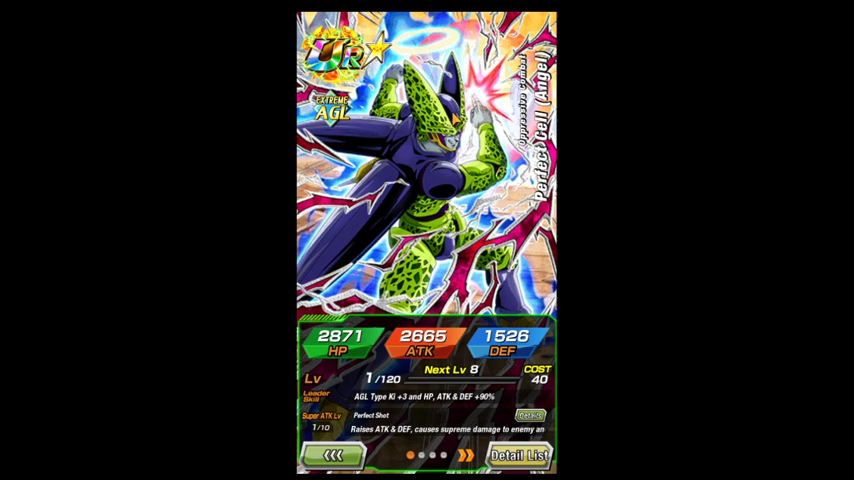 UR
EXTREME
AGL
Perfect Cell (Angel)
2871
HP
2665
ATK
1526
DEF
Next Lv 8
COST
Lv
1/120
40
Leader
Skill
AGL Type Ki +3 and HP, ATK & DEF +90%
Super ATK Lv
Perfect Shot
Details
1/10
Raises ATK & DEF, causes supreme damage to enemy an
Detail List